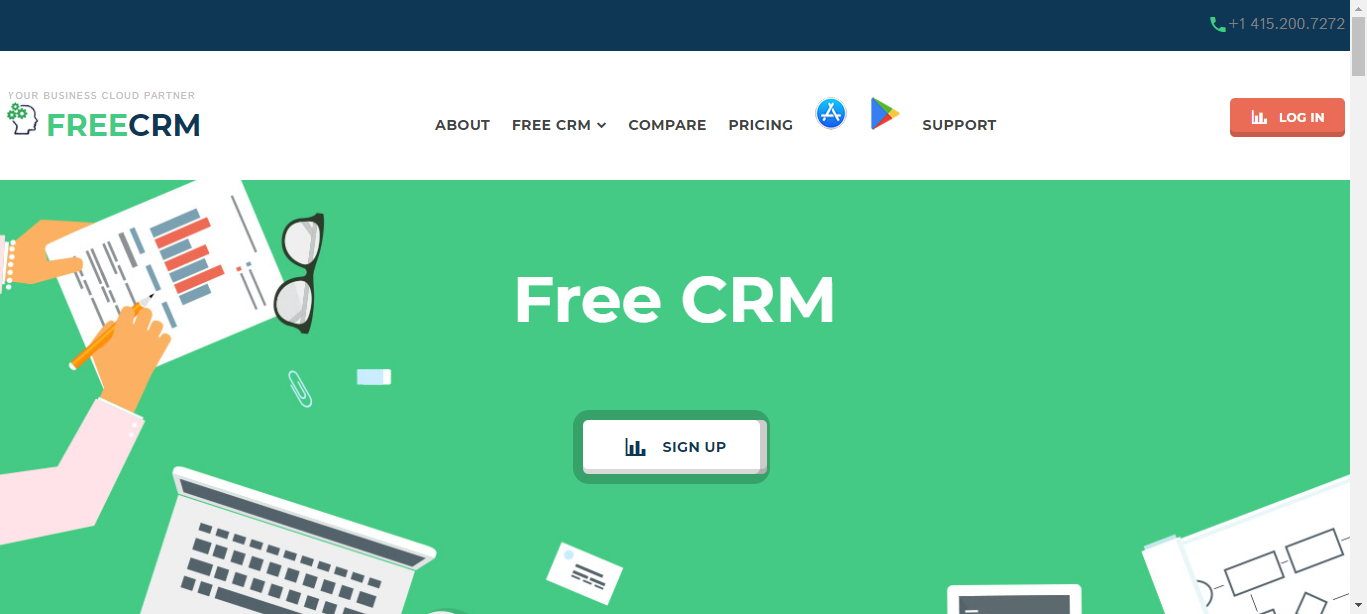 +1 415.200.7272
YOUR BUSINESS CLOUD PARTNER
FREECRM
ABOUT FREE CRM COMPARE PRICING SUPPORT
LOG IN
Free CRM
SIGN UP